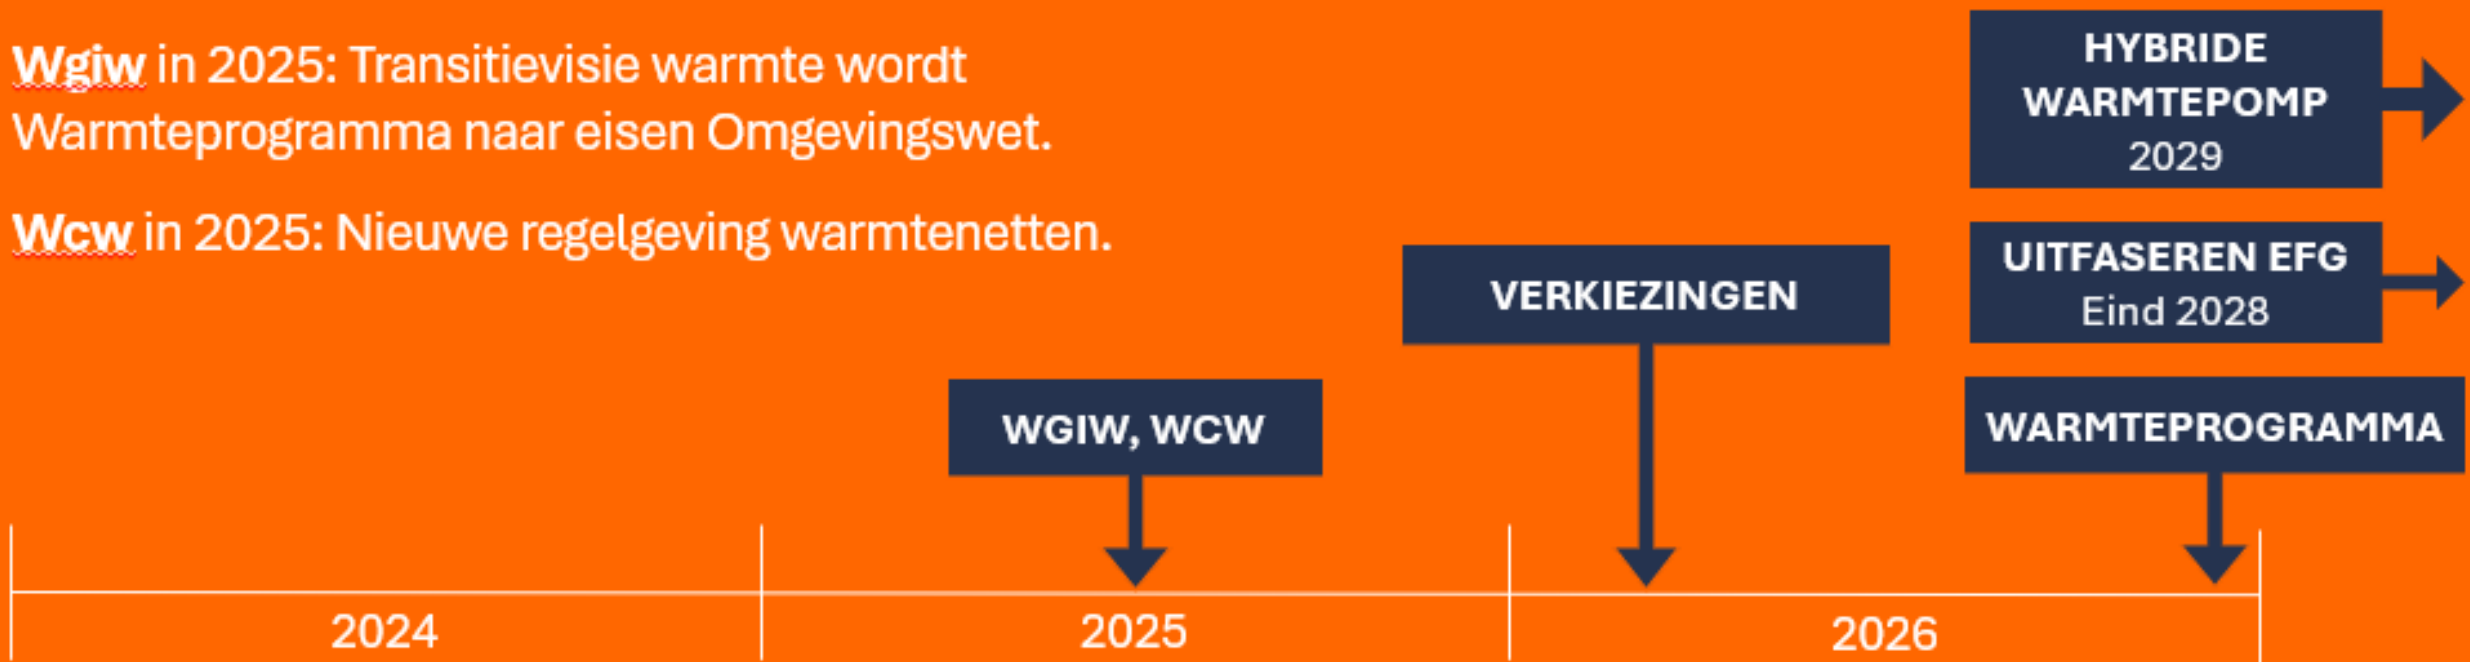 Wgiw in 2025: Transitievisie warmte wordt
Warmteprogramma naar eisen Omgevingswet.
Wcw in 2025: Nieuwe regelgeving warmtenetten.
HYBRIDE
WARMTEPOMP
2029
UITFASEREN EFG
Eind 2028
VERKIEZINGEN
WGIW, WCW
WARMTEPROGRAMMA
2024
2025
2026